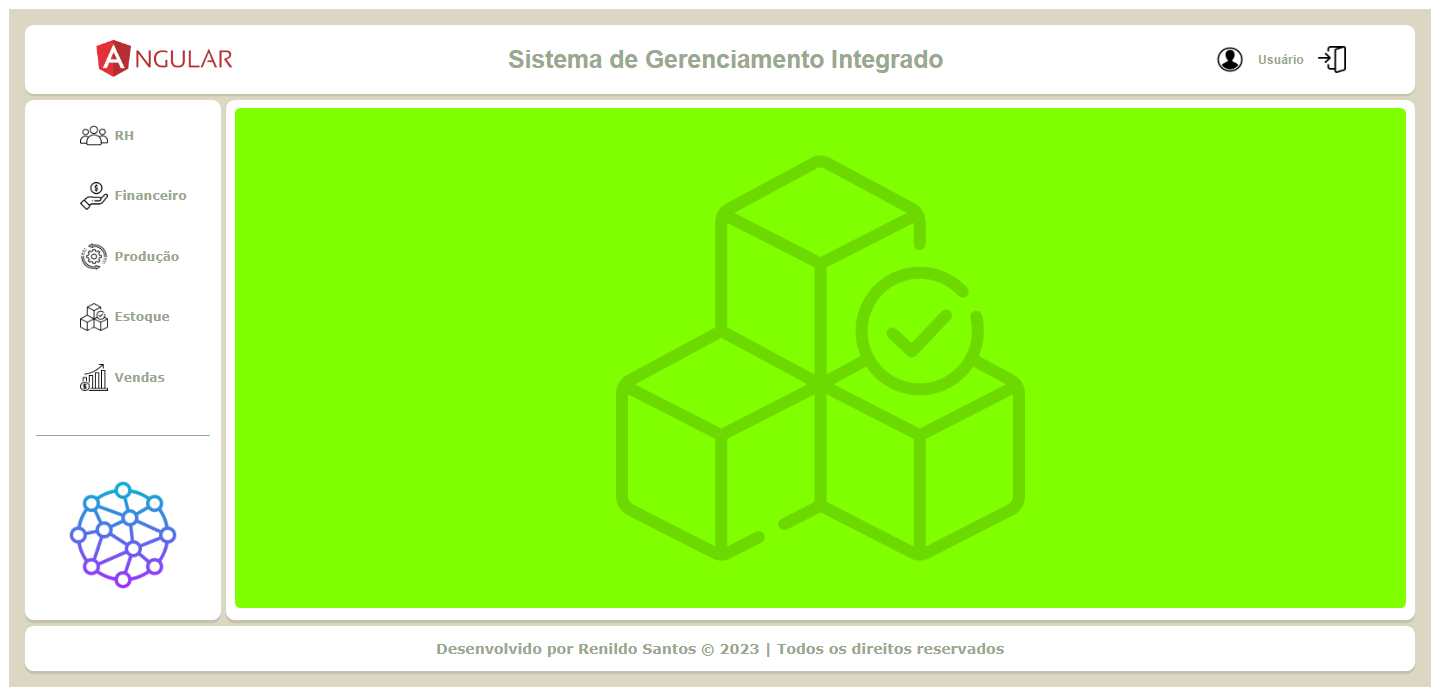 ANGULAR
Sistema de Gerenciamento Integrado
Usuário
RH
Financeiro
Produção
Estoque
Vendas
Desenvolvido por Renildo Santos © 2023 | Todos os direitos reservados